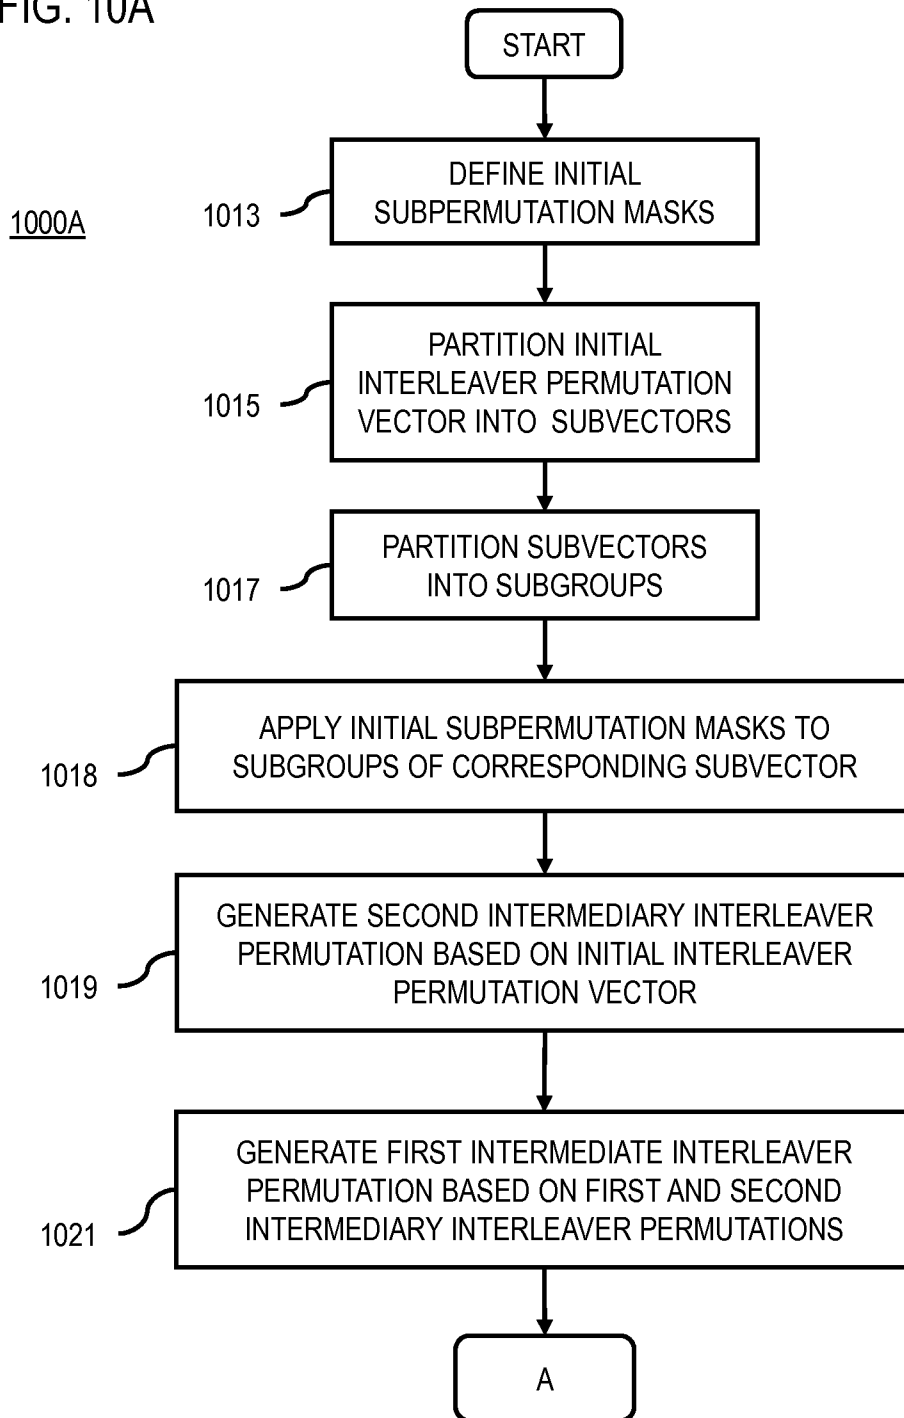 FIG. 10A
START
DEFINE INITIAL
SUBPERMUTATION MASKS
1013
1000A
PARTITION INITIAL
INTERLEAVER PERMUTATION
VECTOR INTO SUBVECTORS
1015
PARTITION SUBVECTORS
INTO SUBGROUPS
1017
APPLY INITIAL SUBPERMUTATION MASKS TO
SUBGROUPS OF CORRESPONDING SUBVECTOR
1018
GENERATE SECOND INTERMEDIARY INTERLEAVER
PERMUTATION BASED ON INITIAL INTERLEAVER
PERMUTATION VECTOR
1019
GENERATE FIRST INTERMEDIATE INTERLEAVER
PERMUTATION BASED ON FIRST AND SECOND
INTERMEDIARY INTERLEAVER PERMUTATIONS
1021
A